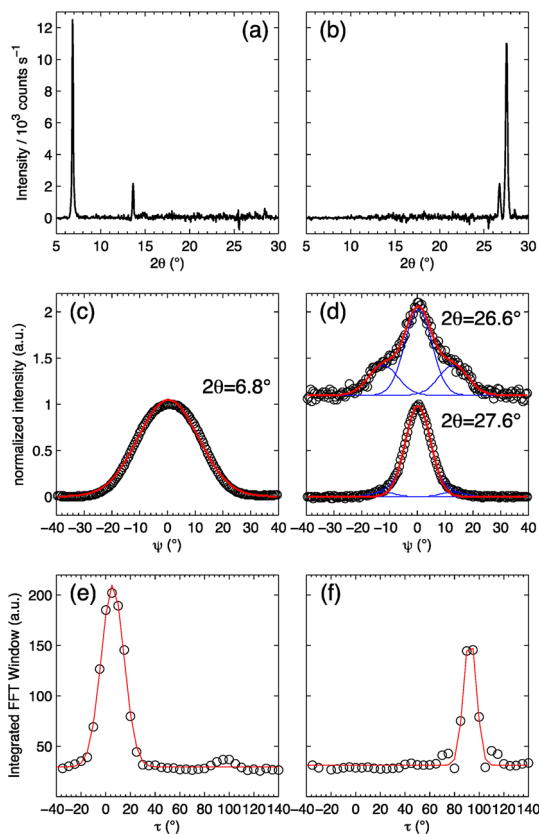 (a) (b)
Intensity / 10³ counts s⁻¹
12
10
8
6
4
2
0
5 10 15 20 25 30 5 10 15 20 25 30
2θ (°) 2θ (°)
(c) (d)
normalized intensity (a.u.)
2
1.5
1
0.5
0
2θ=6.8°
2θ=26.6°
2θ=27.6°
-40 -30 -20 -10 0 10 20 30 40 -40 -30 -20 -10 0 10 20 30 40
ψ (°) ψ (°)
(e) (f)
Integrated FFT Window (a.u.)
200
150
100
50
0
-40 -20 0 20 40 60 80 100 120 140 -40 -20 0 20 40 60 80 100 120 140
τ (°) τ (°)